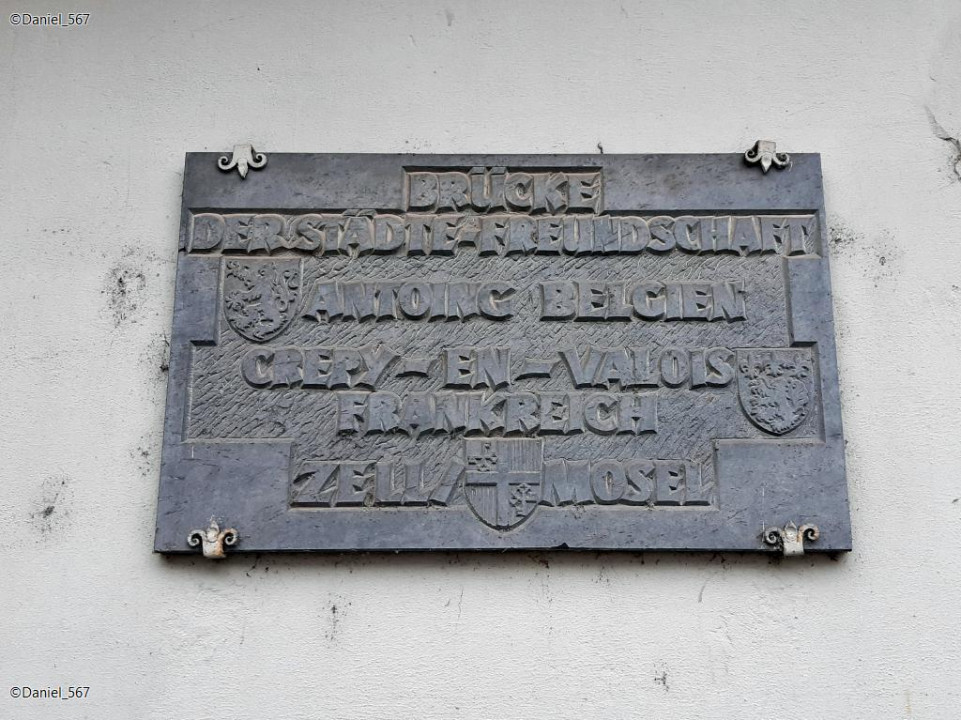 ©Daniel_567
BRÜCKE
DER STÄDTE-FREUNDSCHAFT
ANTOING BELGIEN
CREPY-EN-VALOIS
FRANKREICH
ZELL/MOSEL
©Daniel_567